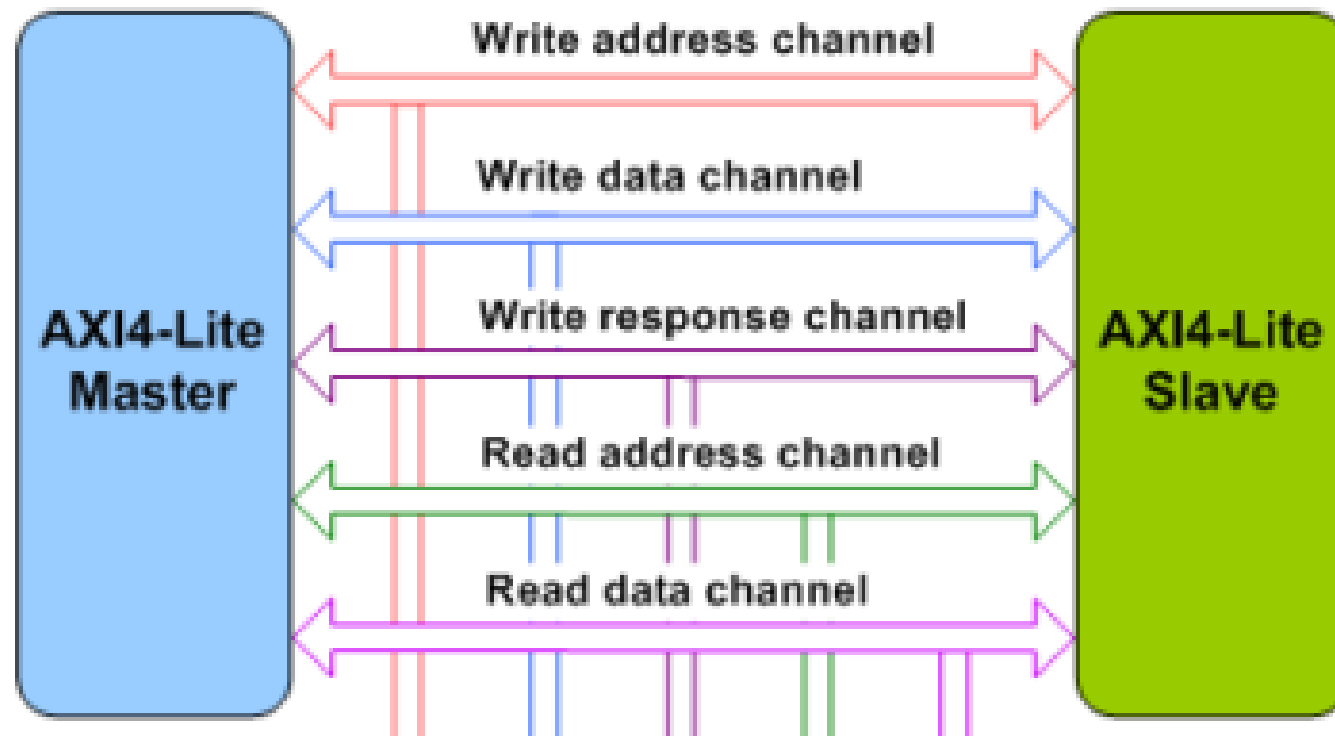 Write address channel
Write data channel
Write response channel
Read address channel
Read data channel
AXI4-Lite
Master
AXI4-Lite
Slave